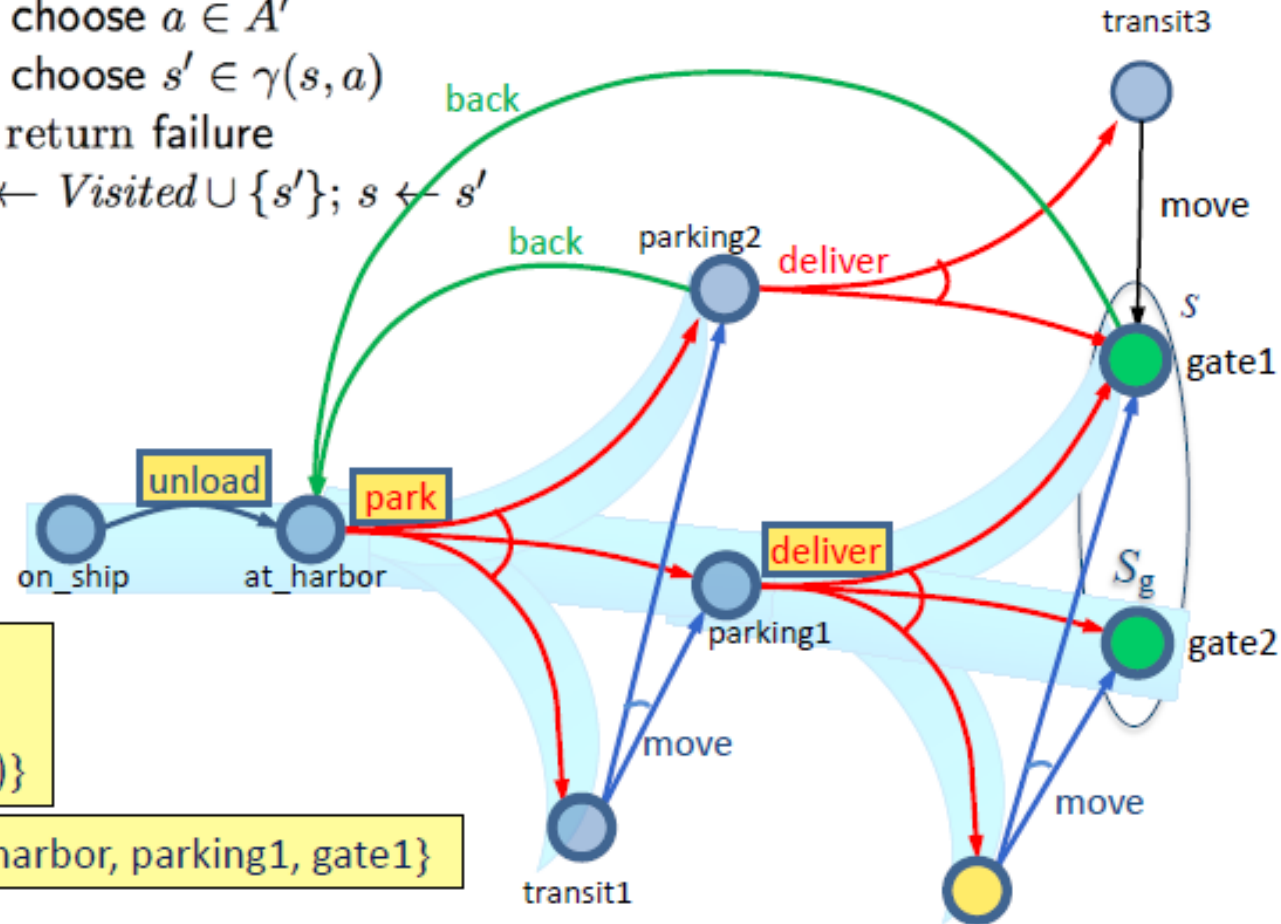 choose a ∈ A′
choose s′ ∈ γ(s, a)
return failure
← Visited ∪ {s′}; s ← s′
transit3
back
move
back
parking2
deliver
S
gate1
unload
park
deliver
on_ship
at_harbor
S_g
parking1
gate2
)}
move
move
harbor, parking1, gate1}
transit1